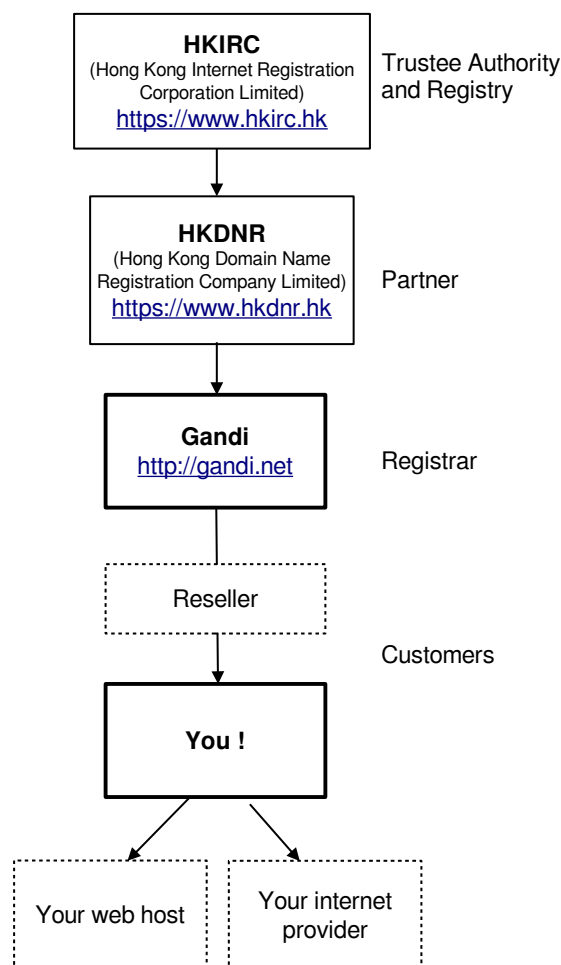 HKIRC
(Hong Kong Internet Registration
Corporation Limited)
https://www.hkirc.hk
Trustee Authority
and Registry
HKDNR
(Hong Kong Domain Name
Registration Company Limited)
https://www.hkdnr.hk
Partner
Gandi
http://gandi.net
Registrar
Reseller
Customers
You !
Your web host
Your internet
provider